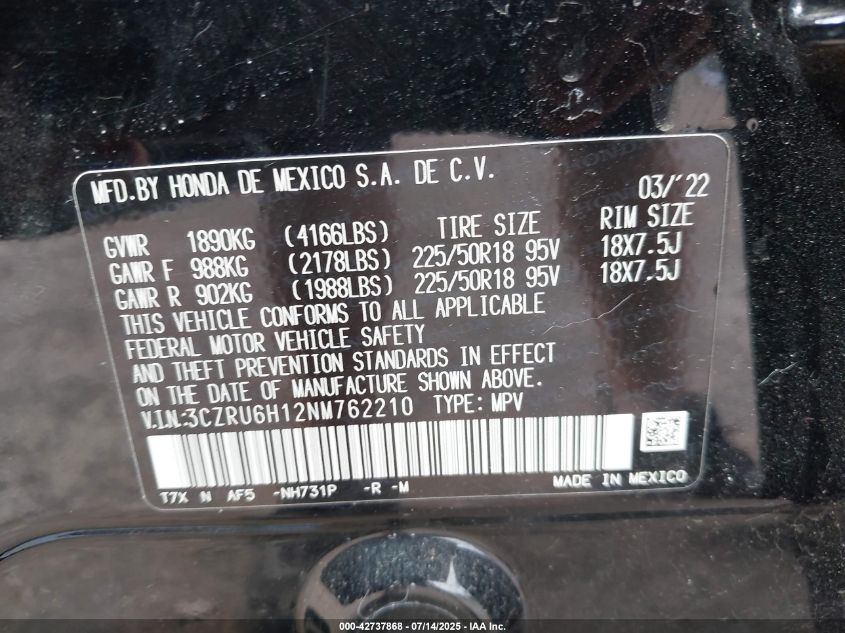 MFD.BY HONDA DE MEXICO S.A. DE C.V. 03/'22
GVWR 1890KG (4166LBS) TIRE SIZE RIM SIZE
GAWR F 988KG (2178LBS) 225/50R18 95V 18X7.5J
GAWR R 902KG (1988LBS) 225/50R18 95V 18X7.5J
THIS VEHICLE CONFORMS TO ALL APPLICABLE
FEDERAL MOTOR VEHICLE SAFETY
AND THEFT PREVENTION STANDARDS IN EFFECT
ON THE DATE OF MANUFACTURE SHOWN ABOVE.
V.I.N.:3CZRU6H12NM762210 TYPE: MPV
T7X N AF5 -NH731P -R -M MADE IN MEXICO
000-42737868 - 07/14/2025 - IAA Inc.